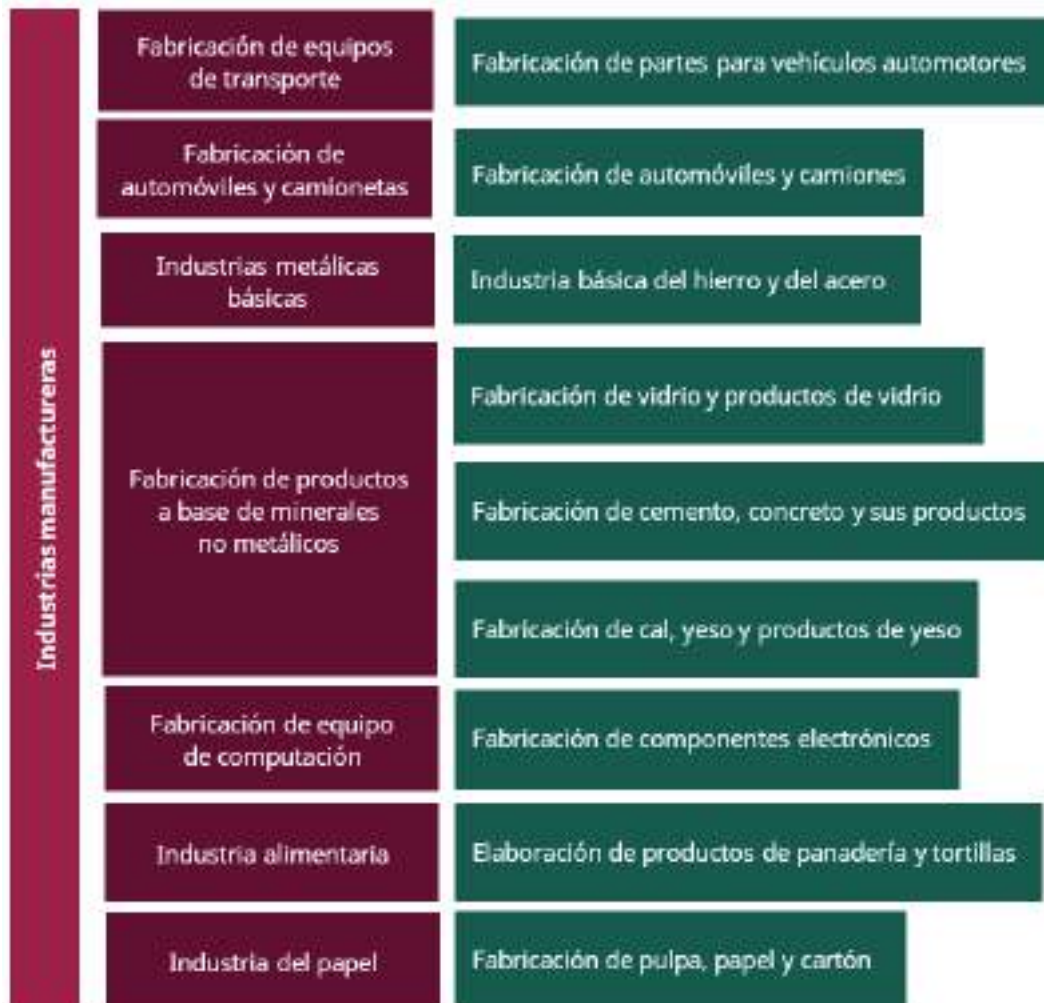 Industrias manufactureras
Fabricación de equipos
de transporte
Fabricación de partes para vehículos automotores
Fabricación de
automóviles y camionetas
Fabricación de automóviles y camiones
Industrias metálicas
básicas
Industria básica del hierro y del acero
Fabricación de productos
a base de minerales
no metálicos
Fabricación de vidrio y productos de vidrio
Fabricación de cemento, concreto y sus productos
Fabricación de cal, yeso y productos de yeso
Fabricación de equipo
de computación
Fabricación de componentes electrónicos
Industria alimentaria
Elaboración de productos de panadería y tortillas
Industria del papel
Fabricación de pulpa, papel y cartón